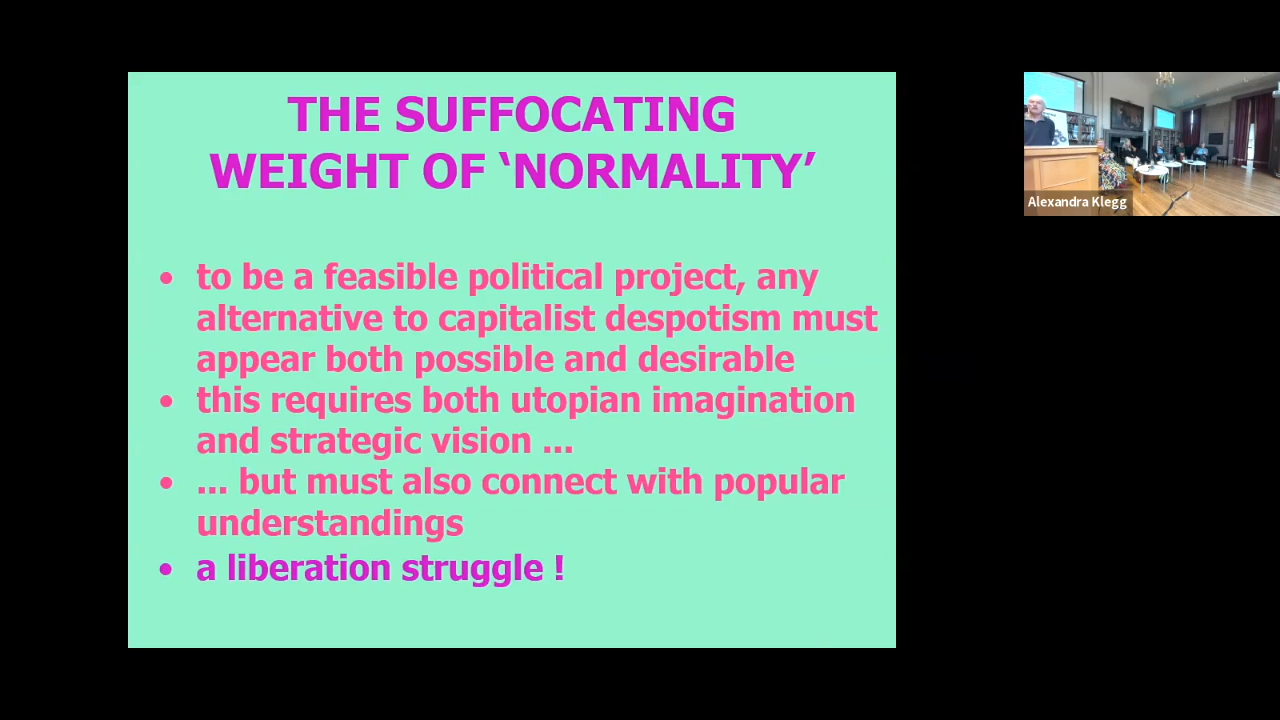 THE SUFFOCATING
WEIGHT OF ‘NORMALITY’
• to be a feasible political project, any
alternative to capitalist despotism must
appear both possible and desirable
• this requires both utopian imagination
and strategic vision ...
• ... but must also connect with popular
understandings
• a liberation struggle !
Alexandra Klegg